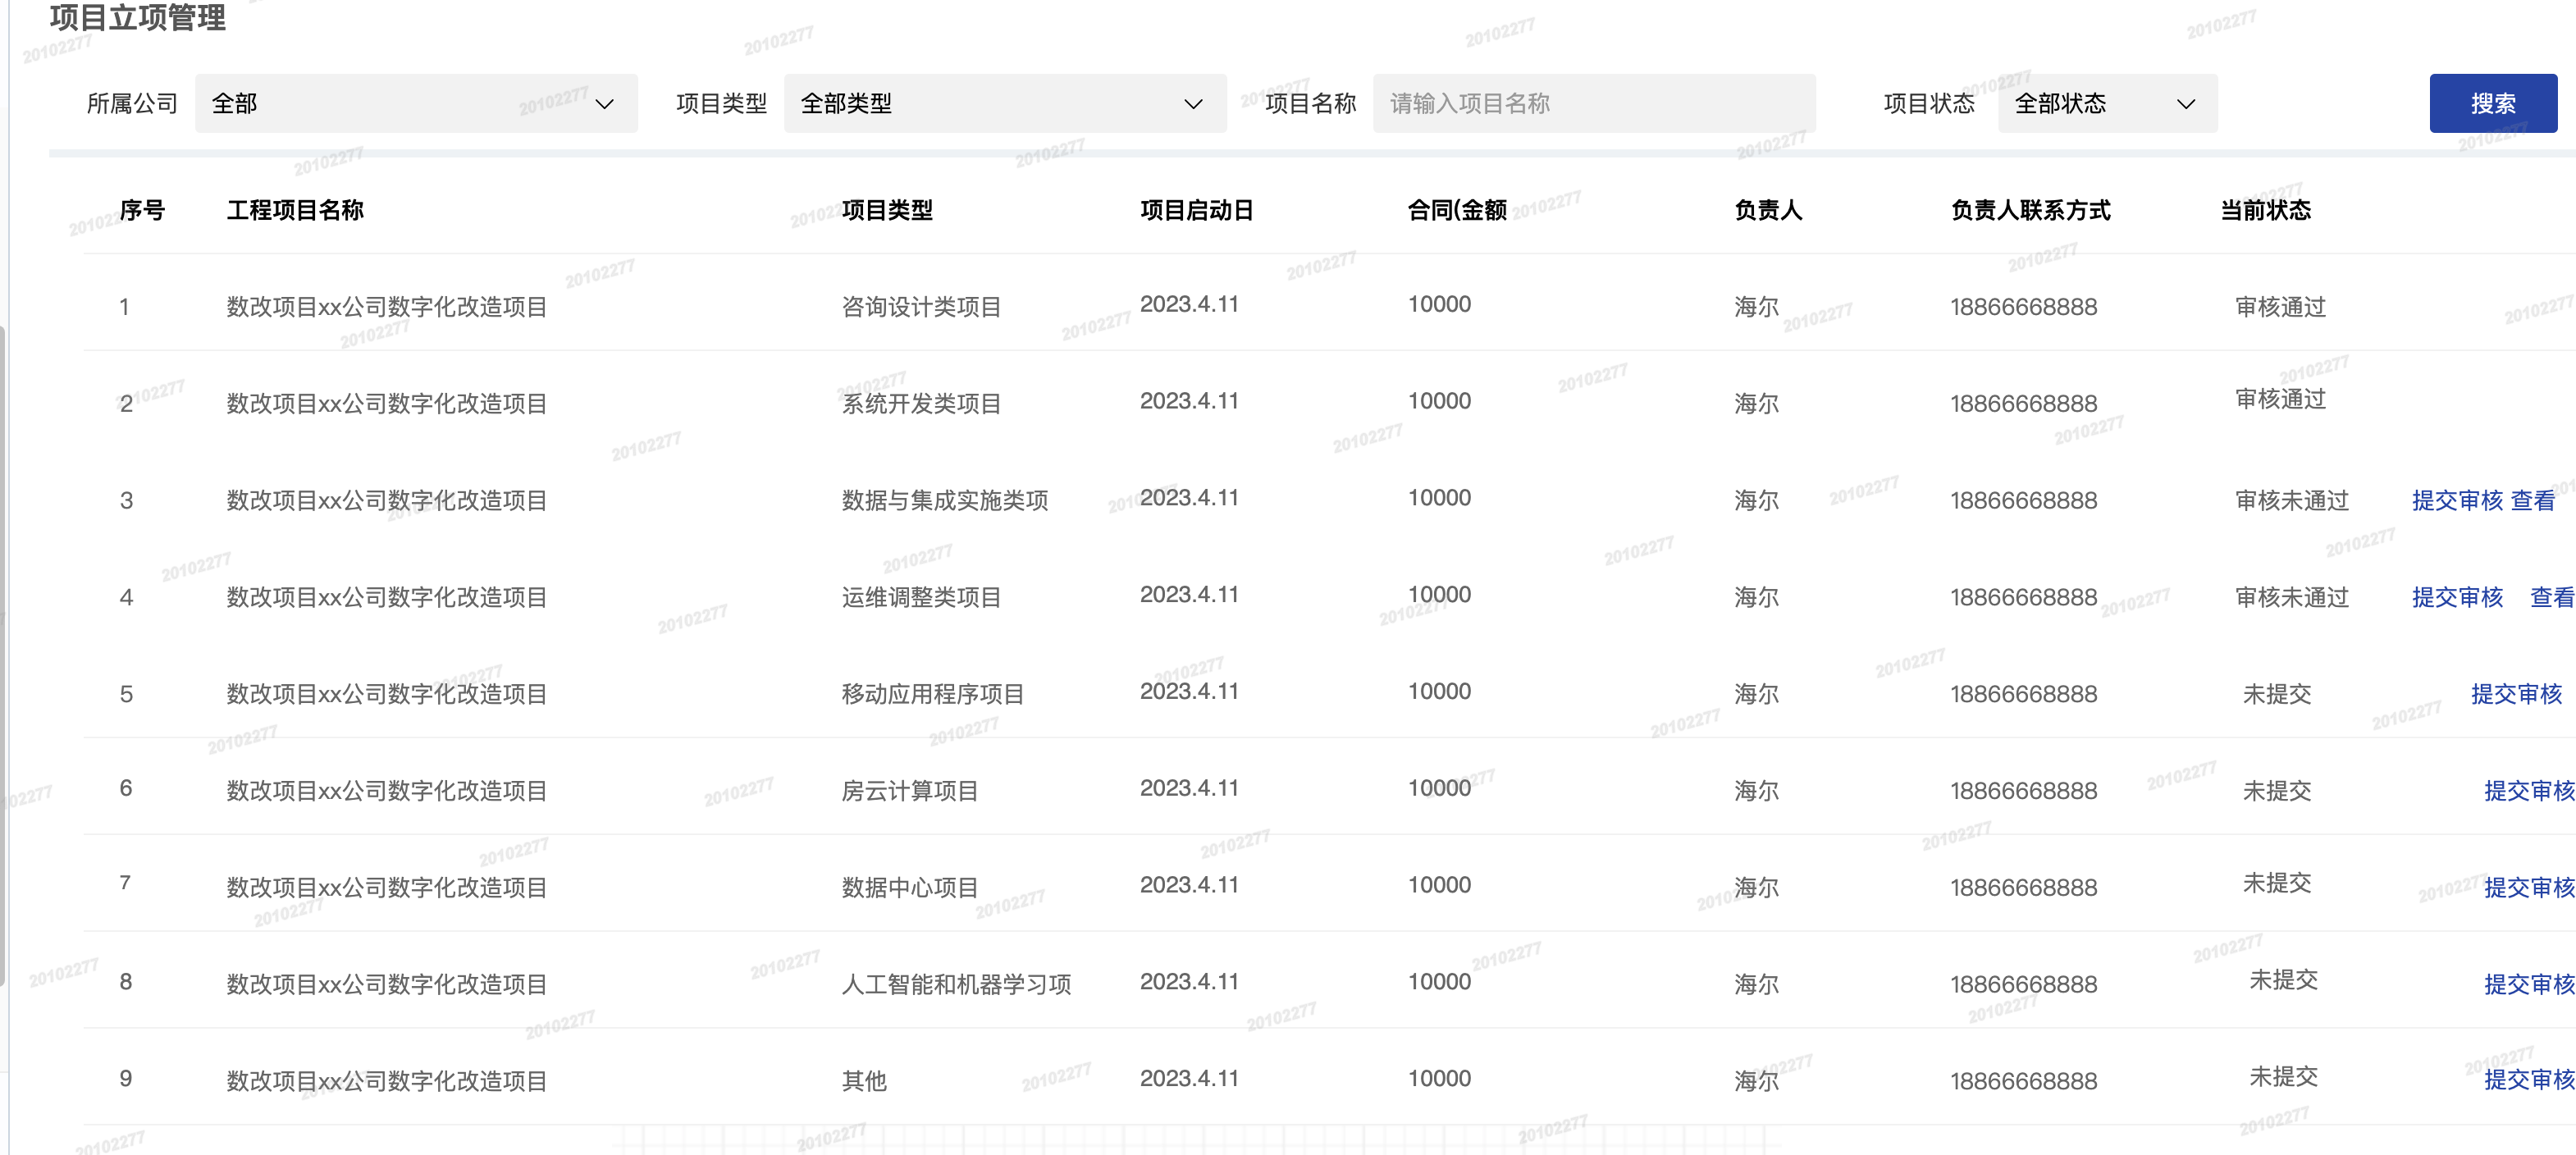 项目立项管理
所属公司 全部 项目类型 全部类型 项目名称 请输入项目名称 项目状态 全部状态 搜索
序号 工程项目名称 项目类型 项目启动日 合同(金额 负责人 负责人联系方式 当前状态
1 数改项目xx公司数字化改造项目 咨询设计类项目 2023.4.11 10000 海尔 18866668888 审核通过
2 数改项目xx公司数字化改造项目 系统开发类项目 2023.4.11 10000 海尔 18866668888 审核通过
3 数改项目xx公司数字化改造项目 数据与集成实施类项 2023.4.11 10000 海尔 18866668888 审核未通过 提交审核 查看
4 数改项目xx公司数字化改造项目 运维调整类项目 2023.4.11 10000 海尔 18866668888 审核未通过 提交审核 查看
5 数改项目xx公司数字化改造项目 移动应用程序项目 2023.4.11 10000 海尔 18866668888 未提交 提交审核
6 数改项目xx公司数字化改造项目 房云计算项目 2023.4.11 10000 海尔 18866668888 未提交 提交审核
7 数改项目xx公司数字化改造项目 数据中心项目 2023.4.11 10000 海尔 18866668888 未提交 提交审核
8 数改项目xx公司数字化改造项目 人工智能和机器学习项 2023.4.11 10000 海尔 18866668888 未提交 提交审核
9 数改项目xx公司数字化改造项目 其他 2023.4.11 10000 海尔 18866668888 未提交 提交审核
20102277